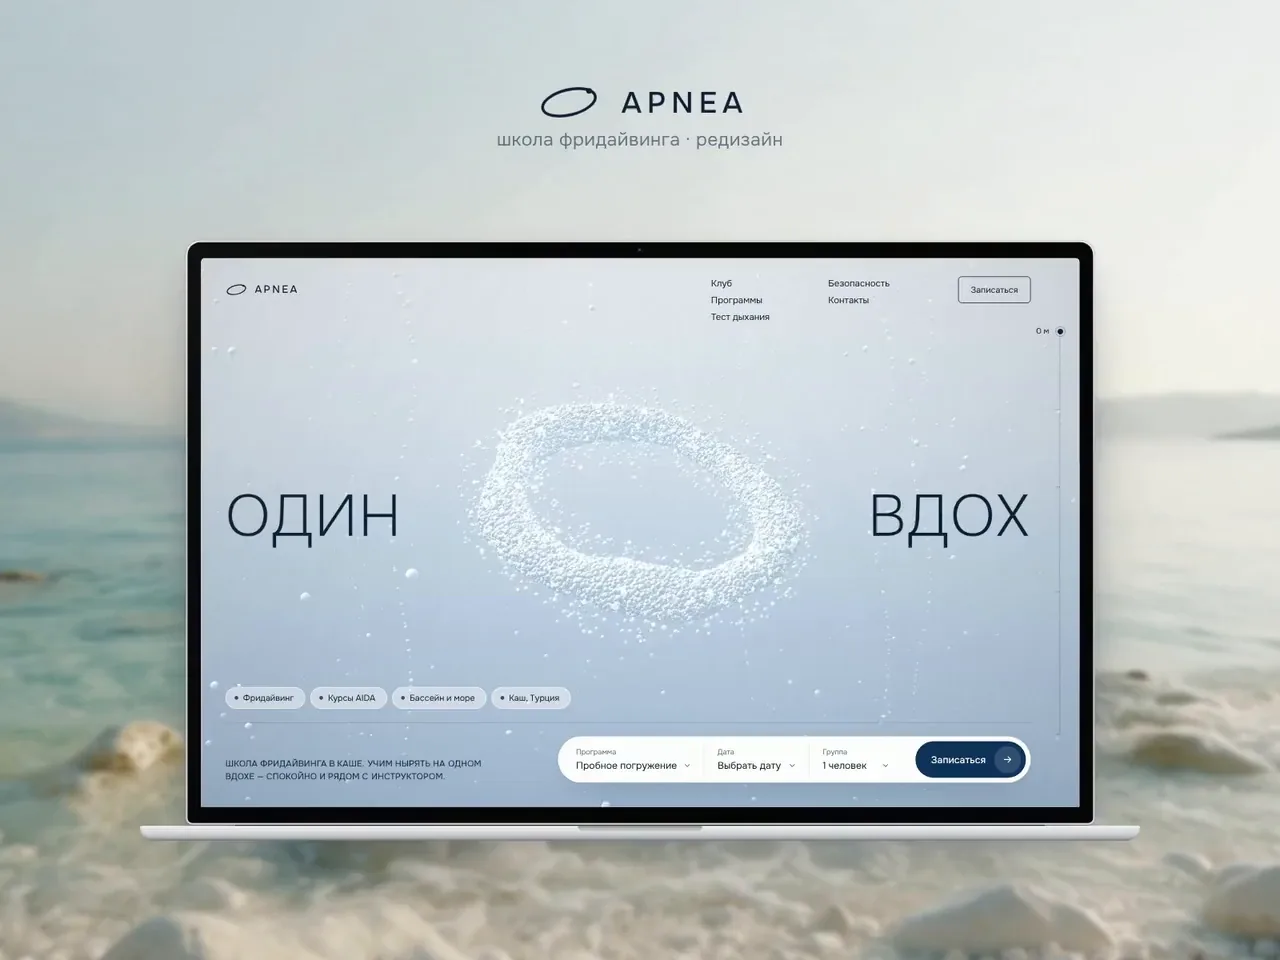 APNEA
школа фридайвинга · редизайн
APNEA
Клуб
Программы
Тест дыхания
Безопасность
Контакты
Записаться
0 м
ОДИН
ВДОХ
Фридайвинг
Курсы AIDA
Бассейн и море
Каш, Турция
ШКОЛА ФРИДАЙВИНГА В КАШЕ. УЧИМ НЫРЯТЬ НА ОДНОМ
ВДОХЕ — СПОКОЙНО И РЯДОМ С ИНСТРУКТОРОМ.
Программа
Пробное погружение
Дата
Выбрать дату
Группа
1 человек
Записаться